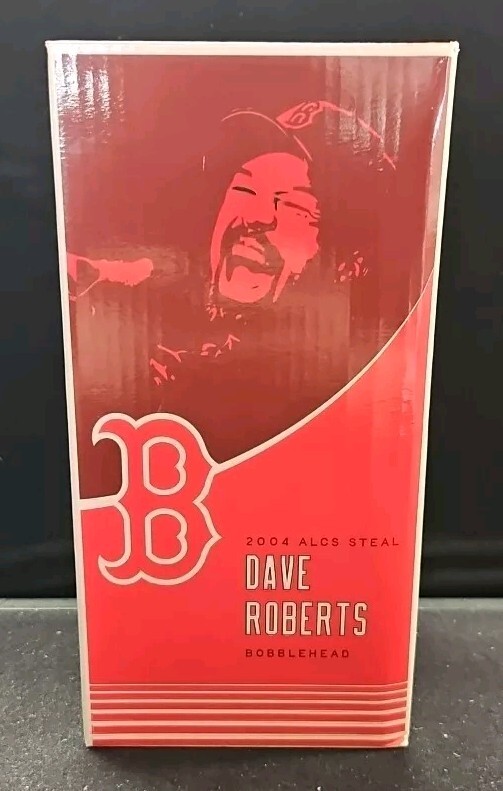 B
2004 ALCS STEAL
DAVE
ROBERTS
BOBBLEHEAD